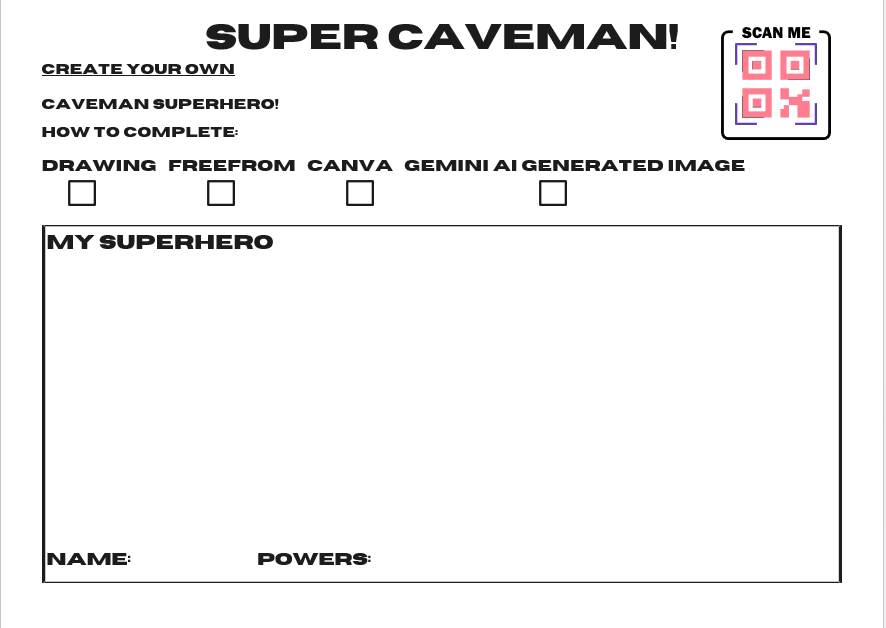 SUPER CAVEMAN!
SCAN ME
CREATE YOUR OWN
CAVEMAN SUPERHERO!
HOW TO COMPLETE:
DRAWING FREEFROM CANVA GEMINI AI GENERATED IMAGE
MY SUPERHERO
NAME: POWERS: